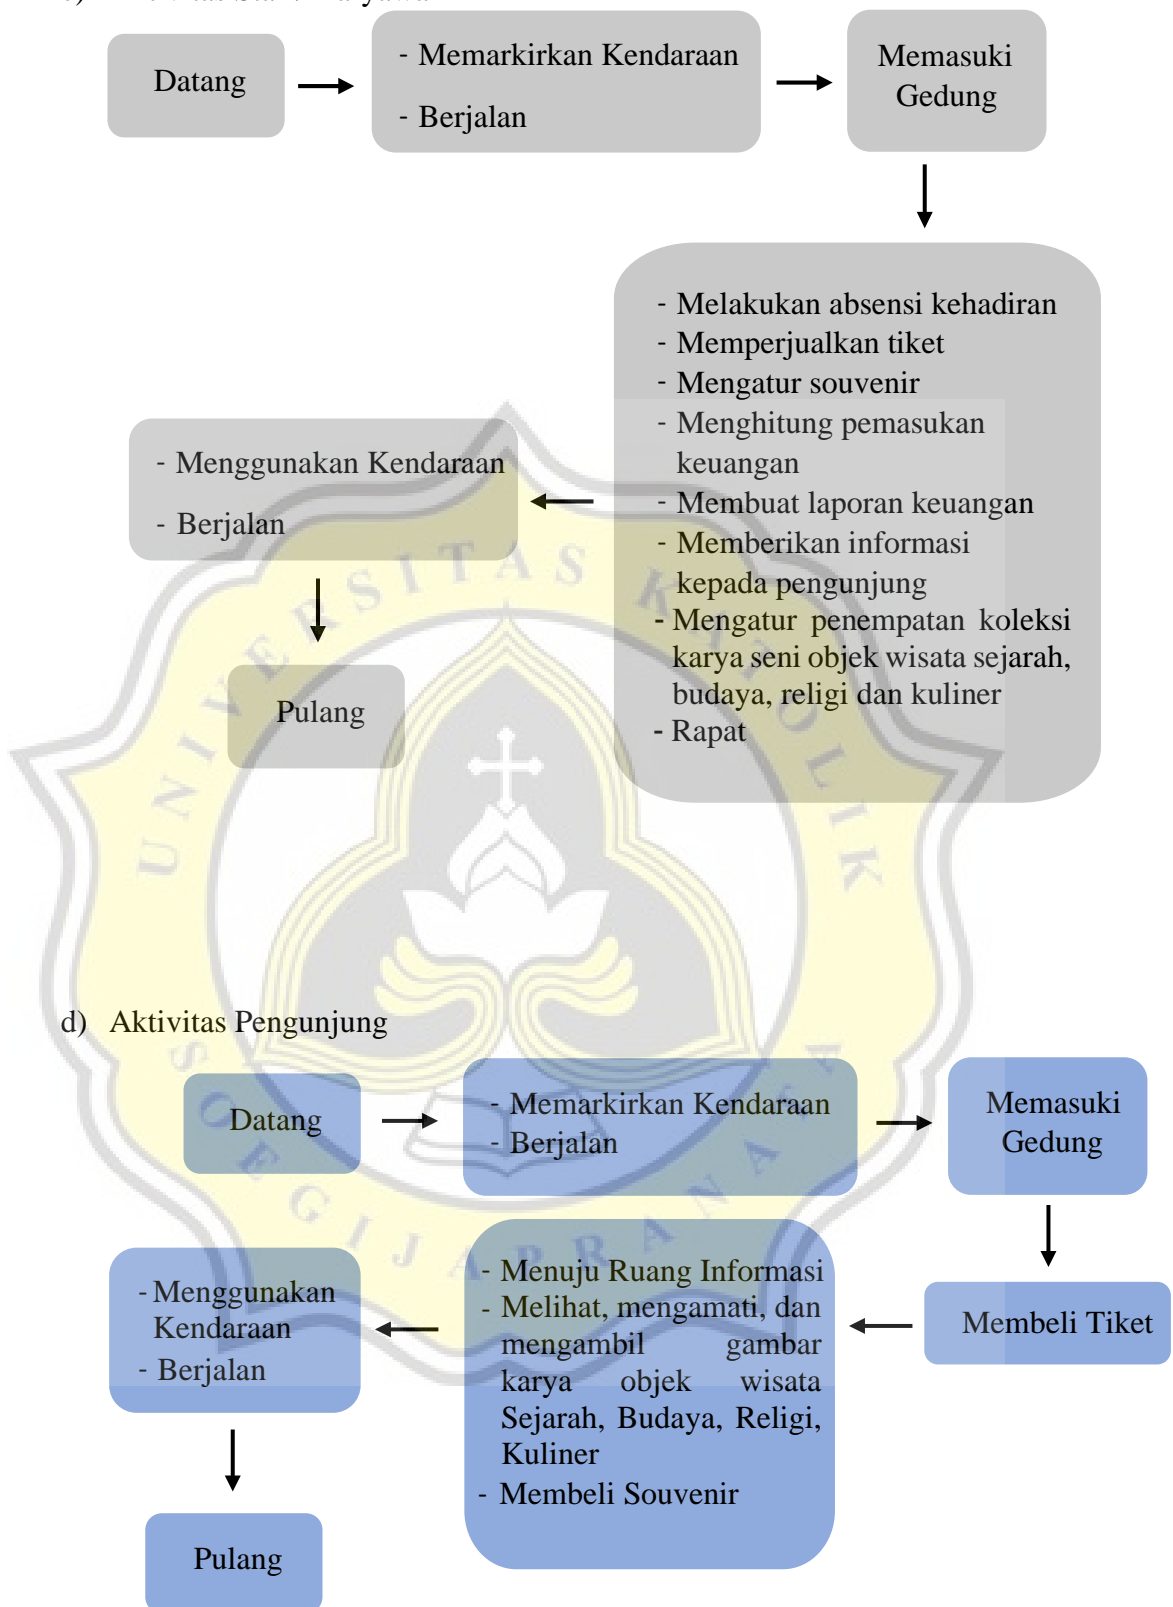 Datang
- Memarkirkan Kendaraan
- Berjalan
Memasuki
Gedung
- Melakukan absensi kehadiran
- Memperjualkan tiket
- Mengatur souvenir
- Menghitung pemasukan
keuangan
- Membuat laporan keuangan
- Memberikan informasi
kepada pengunjung
- Mengatur penempatan koleksi
karya seni objek wisata sejarah,
budaya, religi dan kuliner
- Rapat
- Menggunakan Kendaraan
- Berjalan
Pulang
UNIVERSITAS KATOLIK
SOEGIJAPRANATA
d) Aktivitas Pengunjung
Datang
- Memarkirkan Kendaraan
- Berjalan
Memasuki
Gedung
Membeli Tiket
- Menuju Ruang Informasi
- Melihat, mengamati, dan
mengambil gambar
karya objek wisata
Sejarah, Budaya, Religi,
Kuliner
- Membeli Souvenir
- Menggunakan
Kendaraan
- Berjalan
Pulang